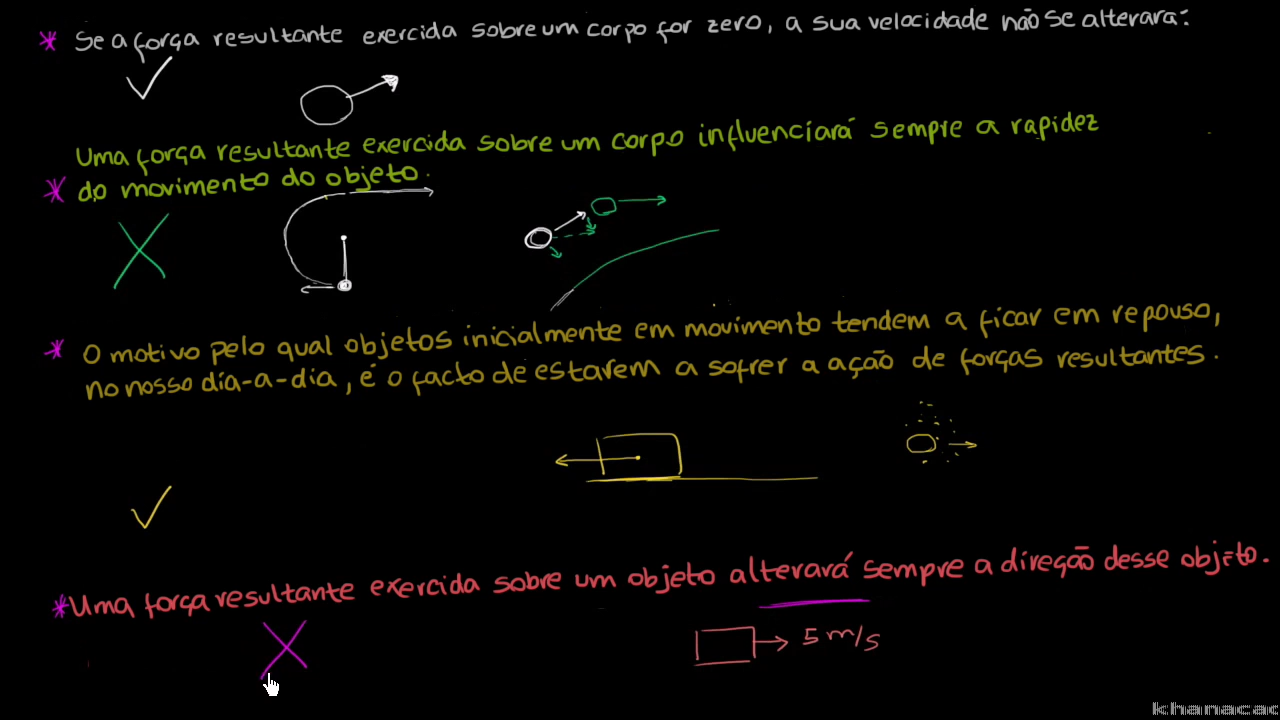 * Se a força resultante exercida sobre um corpo for zero, a sua velocidade não se alterará:
Uma força resultante exercida sobre um corpo influenciará sempre a rapidez
* do movimento do objeto.
* O motivo pelo qual objetos inicialmente em movimento tendem a ficar em repouso,
no nosso dia-a-dia, é o facto de estarem a sofrer a ação de forças resultantes.
* Uma força resultante exercida sobre um objeto alterará sempre a direção desse objeto.
5 m/s
khanacad